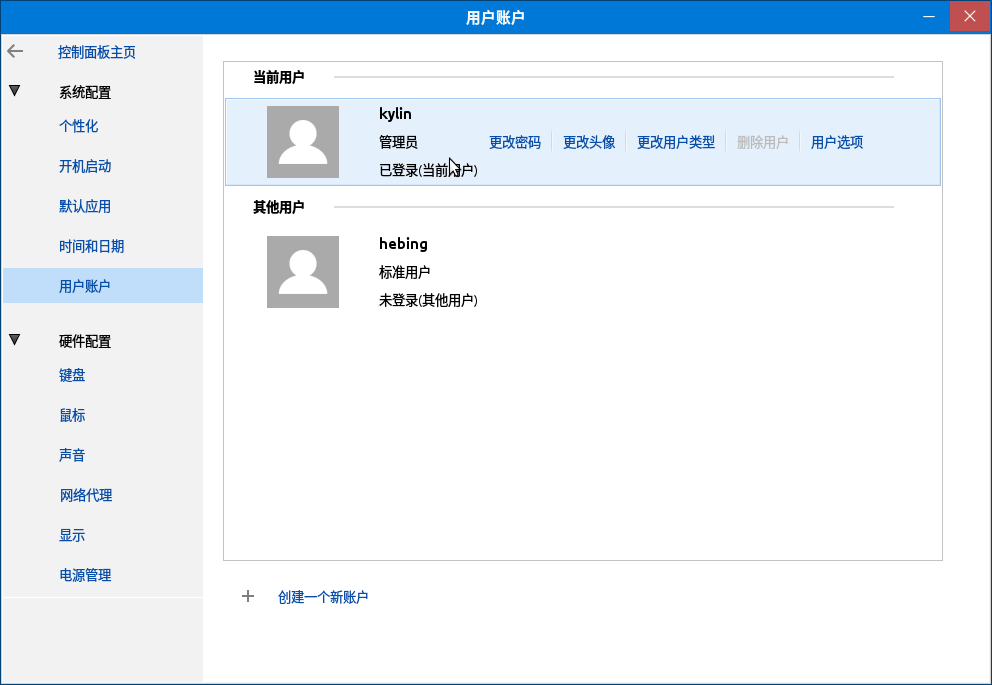 用户账户
控制面板主页
系统配置
个性化
开机启动
默认应用
时间和日期
用户账户
硬件配置
键盘
鼠标
声音
网络代理
显示
电源管理
当前用户
kylin
管理员 更改密码 更改头像 更改用户类型 删除用户 用户选项
已登录(当前用户)
其他用户
hebing
标准用户
未登录(其他用户)
创建一个新账户